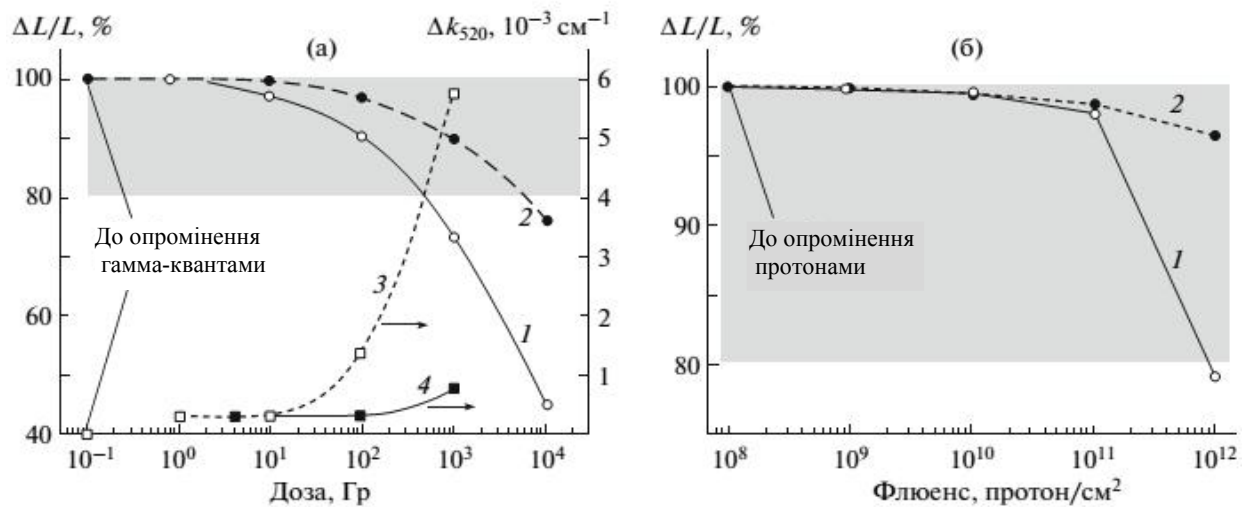 ΔL/L, %
(а)
Δk₅₂₀, 10⁻³ см⁻¹
100
80
60
40
6
5
4
3
2
1
До опромінення
гамма-квантами
1
2
3
4
10⁻¹ 10⁰ 10¹ 10² 10³ 10⁴
Доза, Гр
ΔL/L, %
(б)
100
90
80
До опромінення
протонами
2
1
10⁸ 10⁹ 10¹⁰ 10¹¹ 10¹²
Флюенс, протон/см²